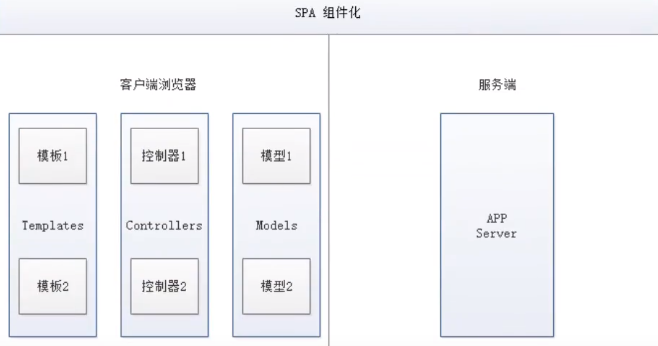 SPA 组件化
客户端浏览器
服务端
模板1
控制器1
模型1
Templates
Controllers
Models
APP
Server
模板2
控制器2
模型2